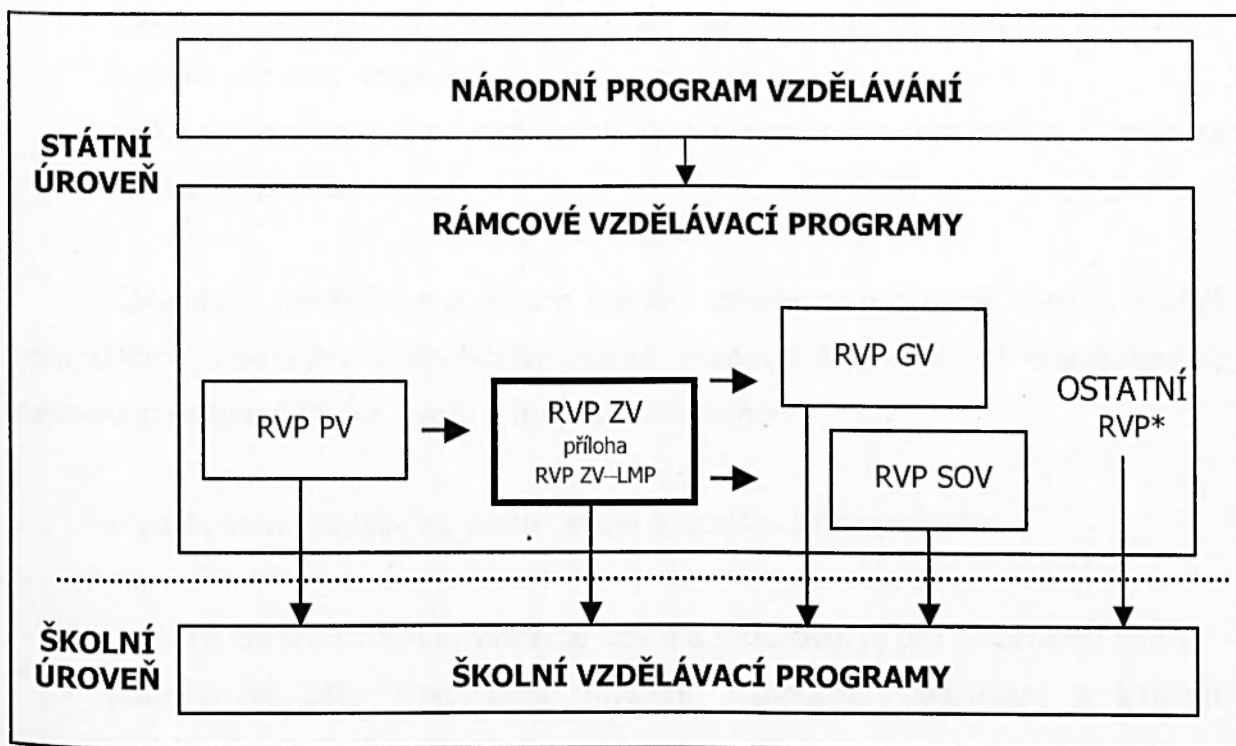 NÁRODNÍ PROGRAM VZDĚLÁVÁNÍ
STÁTNÍ
ÚROVEŇ
RÁMCOVÉ VZDĚLÁVACÍ PROGRAMY
RVP PV
RVP ZV
příloha
RVP ZV–LMP
RVP GV
RVP SOV
OSTATNÍ
RVP*
ŠKOLNÍ
ÚROVEŇ
ŠKOLNÍ VZDĚLÁVACÍ PROGRAMY